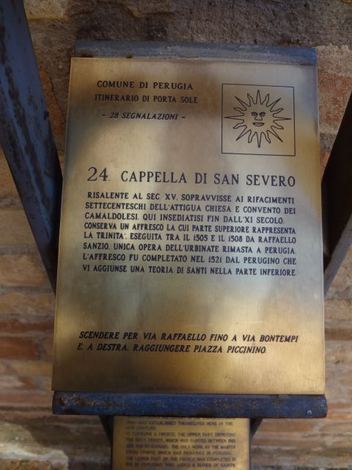 COMUNE DI PERUGIA
ITINERARIO DI PORTA SOLE
- 28 SEGNALAZIONI -
24 CAPPELLA DI SAN SEVERO
RISALENTE AL SEC. XV. SOPRAVVISSE AI RIFACIMENTI
SETTECENTESCHI DELL'ATTIGUA CHIESA E CONVENTO DEI
CAMALDOLESI, QUI INSEDIATISI FIN DALL'XI SECOLO.
CONSERVA UN AFFRESCO LA CUI PARTE SUPERIORE RAPPRESENTA
LA TRINITA', ESEGUITA TRA IL 1505 E IL 1508 DA RAFFAELLO
SANZIO, UNICA OPERA DELL'URBINATE RIMASTA A PERUGIA.
L'AFFRESCO FU COMPLETATO NEL 1521 DAL PERUGINO CHE
VI AGGIUNSE UNA TEORIA DI SANTI NELLA PARTE INFERIORE
SCENDERE PER VIA RAFFAELLO FINO A VIA BONTEMPI
E, A DESTRA, RAGGIUNGERE PIAZZA PICCININO.